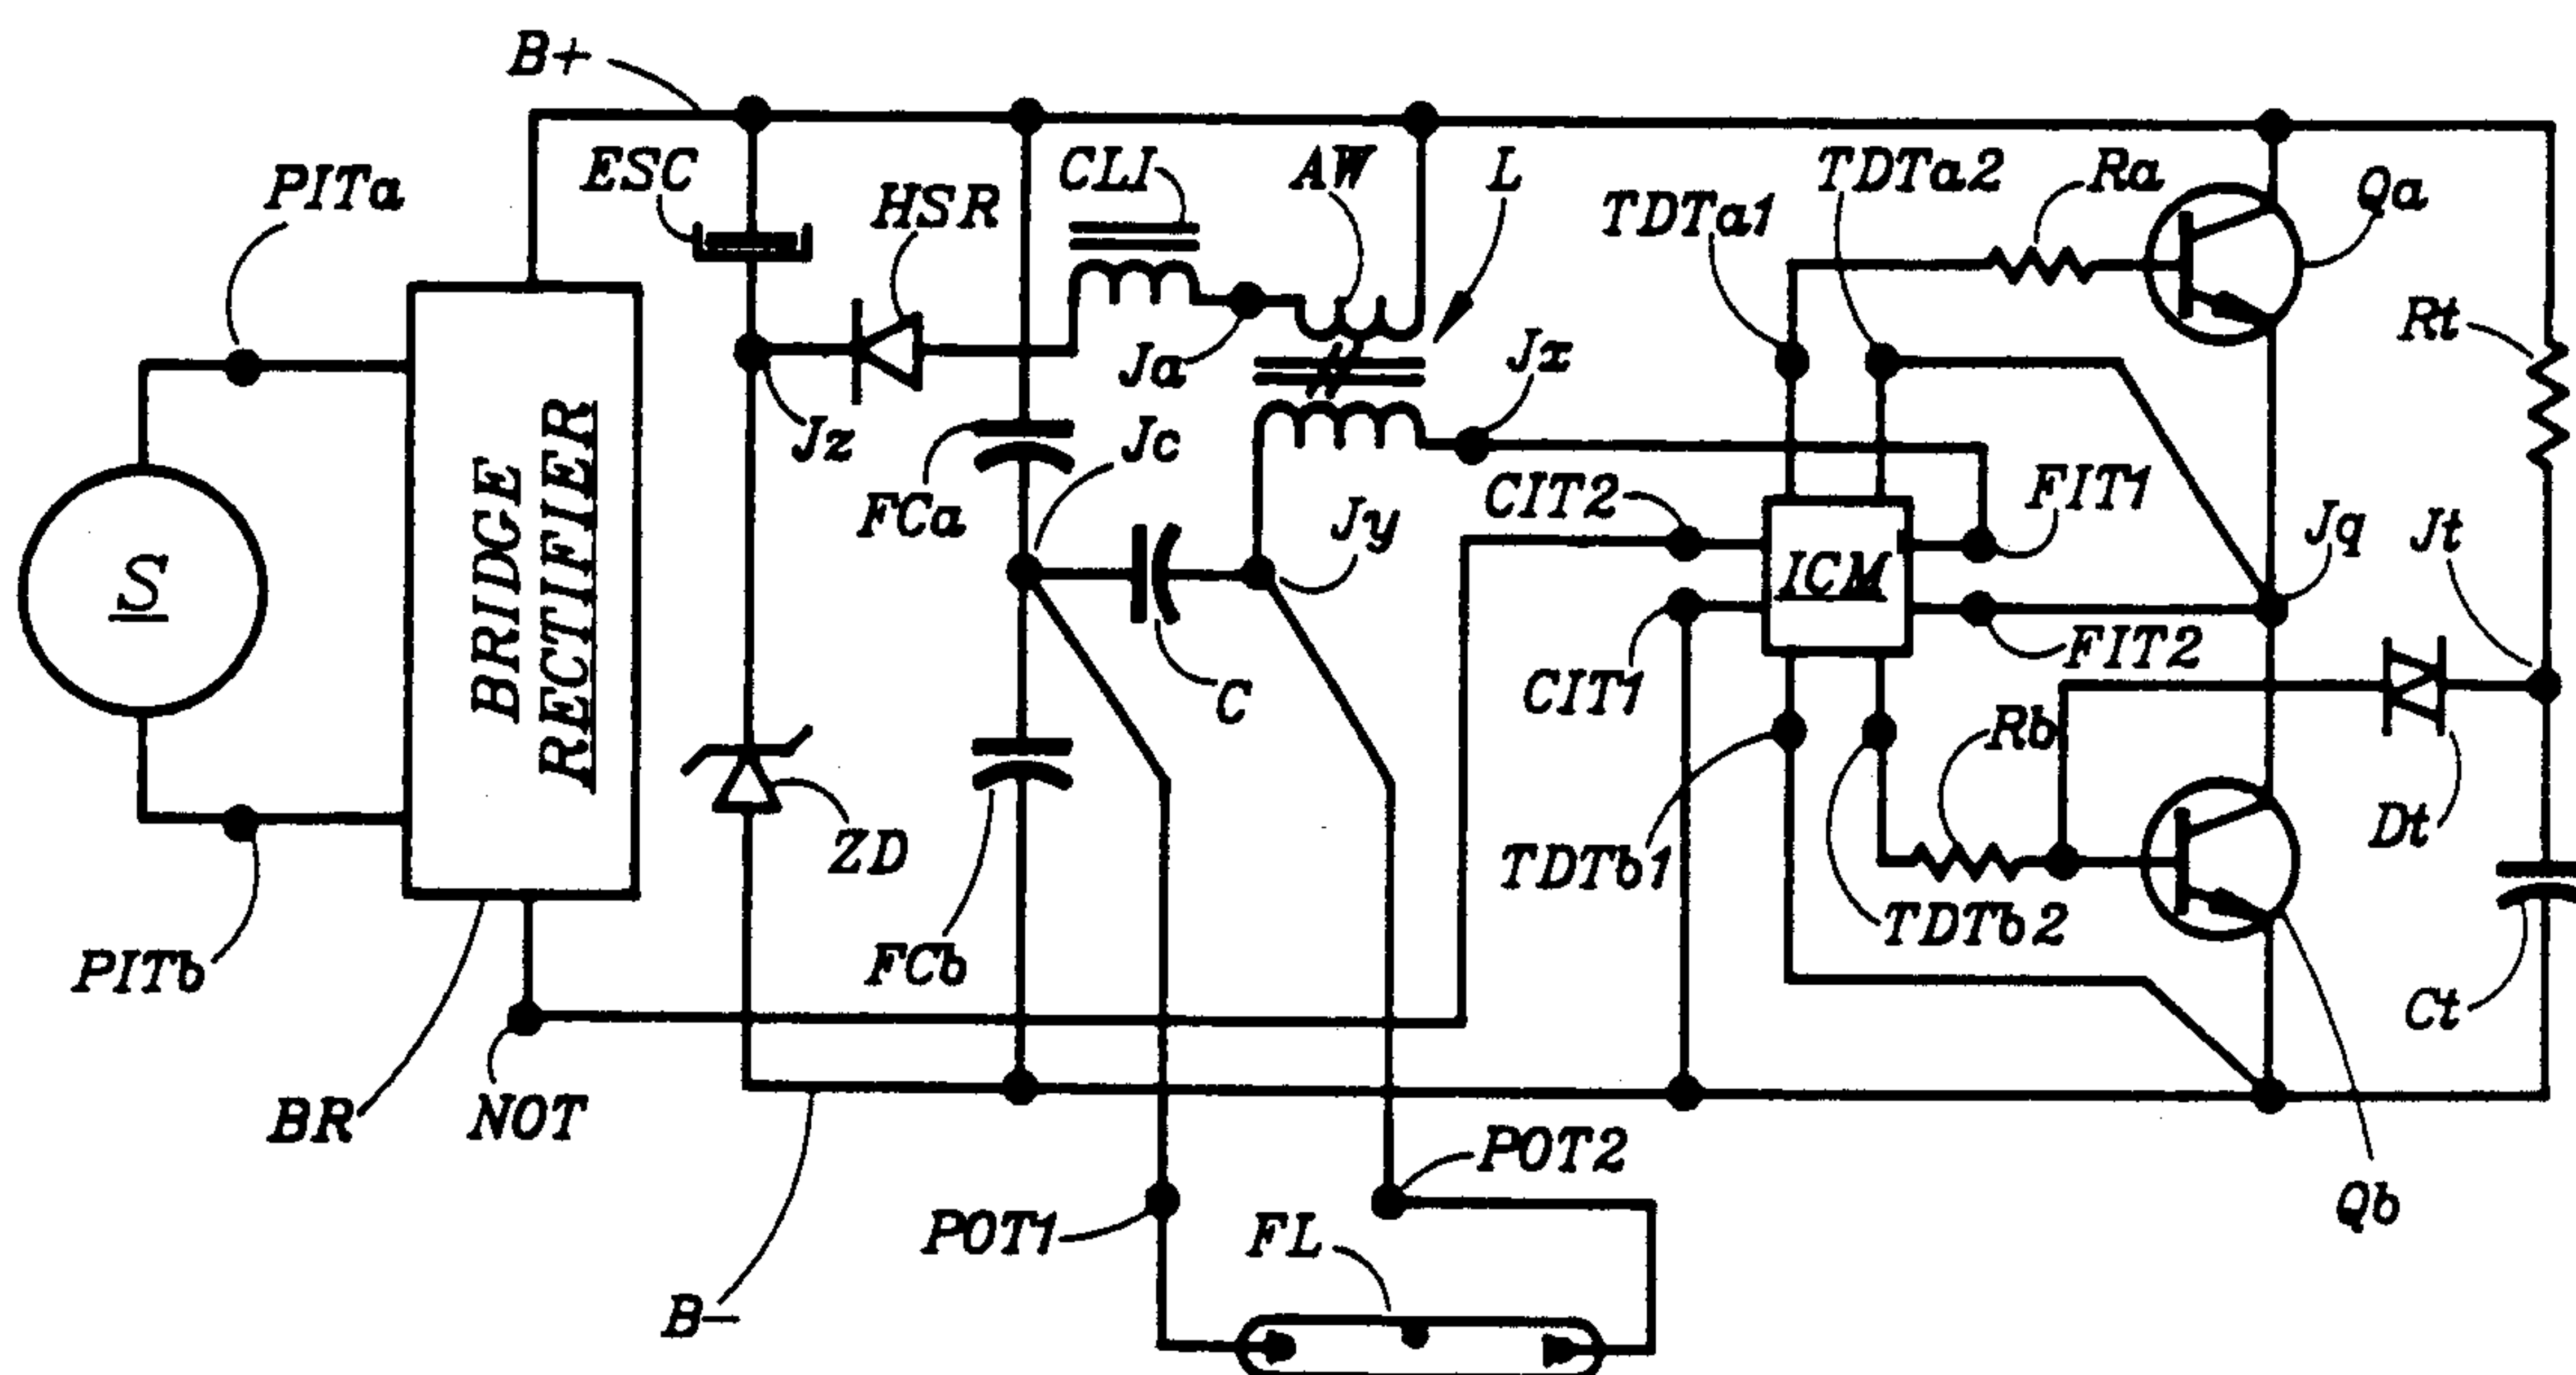 B+
PITa
ESC
HSR
CLI
AW
L
TDTa1
TDTa2
Ra
Qa
Rt
Ja
Jx
Jz
Jc
FCa
CIT2
FIT1
Jy
Jq
Jt
S
BRIDGE
RECTIFIER
ICM
C
CIT1
FIT2
Rb
Dt
ZD
TDTb1
TDTb2
FCb
PITb
Ct
BR
NOT
POT2
Qb
POT1
FL
B-